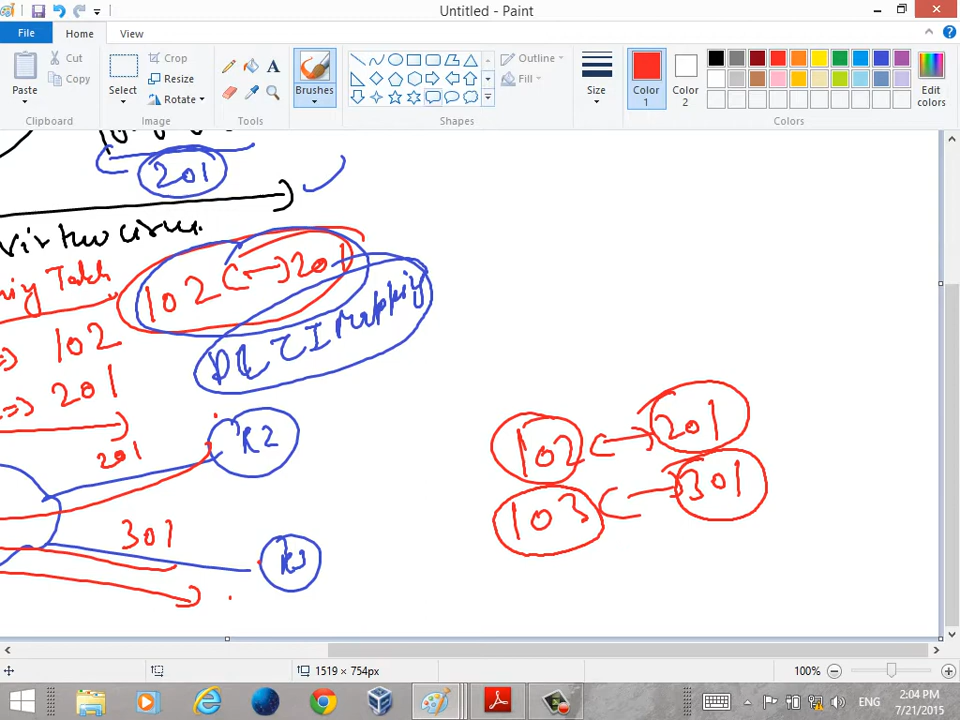 Untitled - Paint
File
Home
View
Paste
Cut
Copy
Clipboard
Select
Crop
Resize
Rotate
Image
A
Tools
Brushes
Shapes
Outline
Fill
Size
Color 1
Color 2
Edit colors
Colors
201
102 201
102
201
DLCI Mapping
201
R2
301
R3
102 201
103 301
1519 × 754px
100%
ENG
2:04 PM
7/21/2015